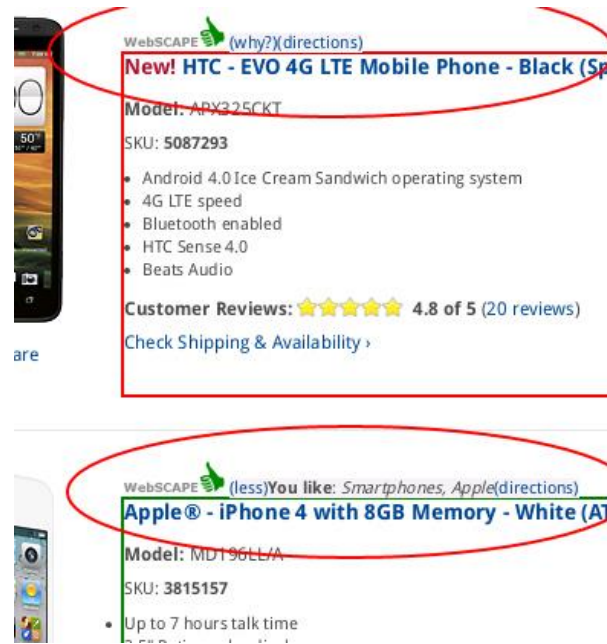 WebSCAPE (why?)(directions)
New! HTC - EVO 4G LTE Mobile Phone - Black (Sp
Model: APX325CKT
SKU: 5087293
50°
• Android 4.0 Ice Cream Sandwich operating system
• 4G LTE speed
• Bluetooth enabled
• HTC Sense 4.0
• Beats Audio
Customer Reviews: 4.8 of 5 (20 reviews)
Check Shipping & Availability ›
are
WebSCAPE (less)You like: Smartphones, Apple(directions)
Apple® - iPhone 4 with 8GB Memory - White (AT
Model: MD196LL/A
SKU: 3815157
• Up to 7 hours talk time